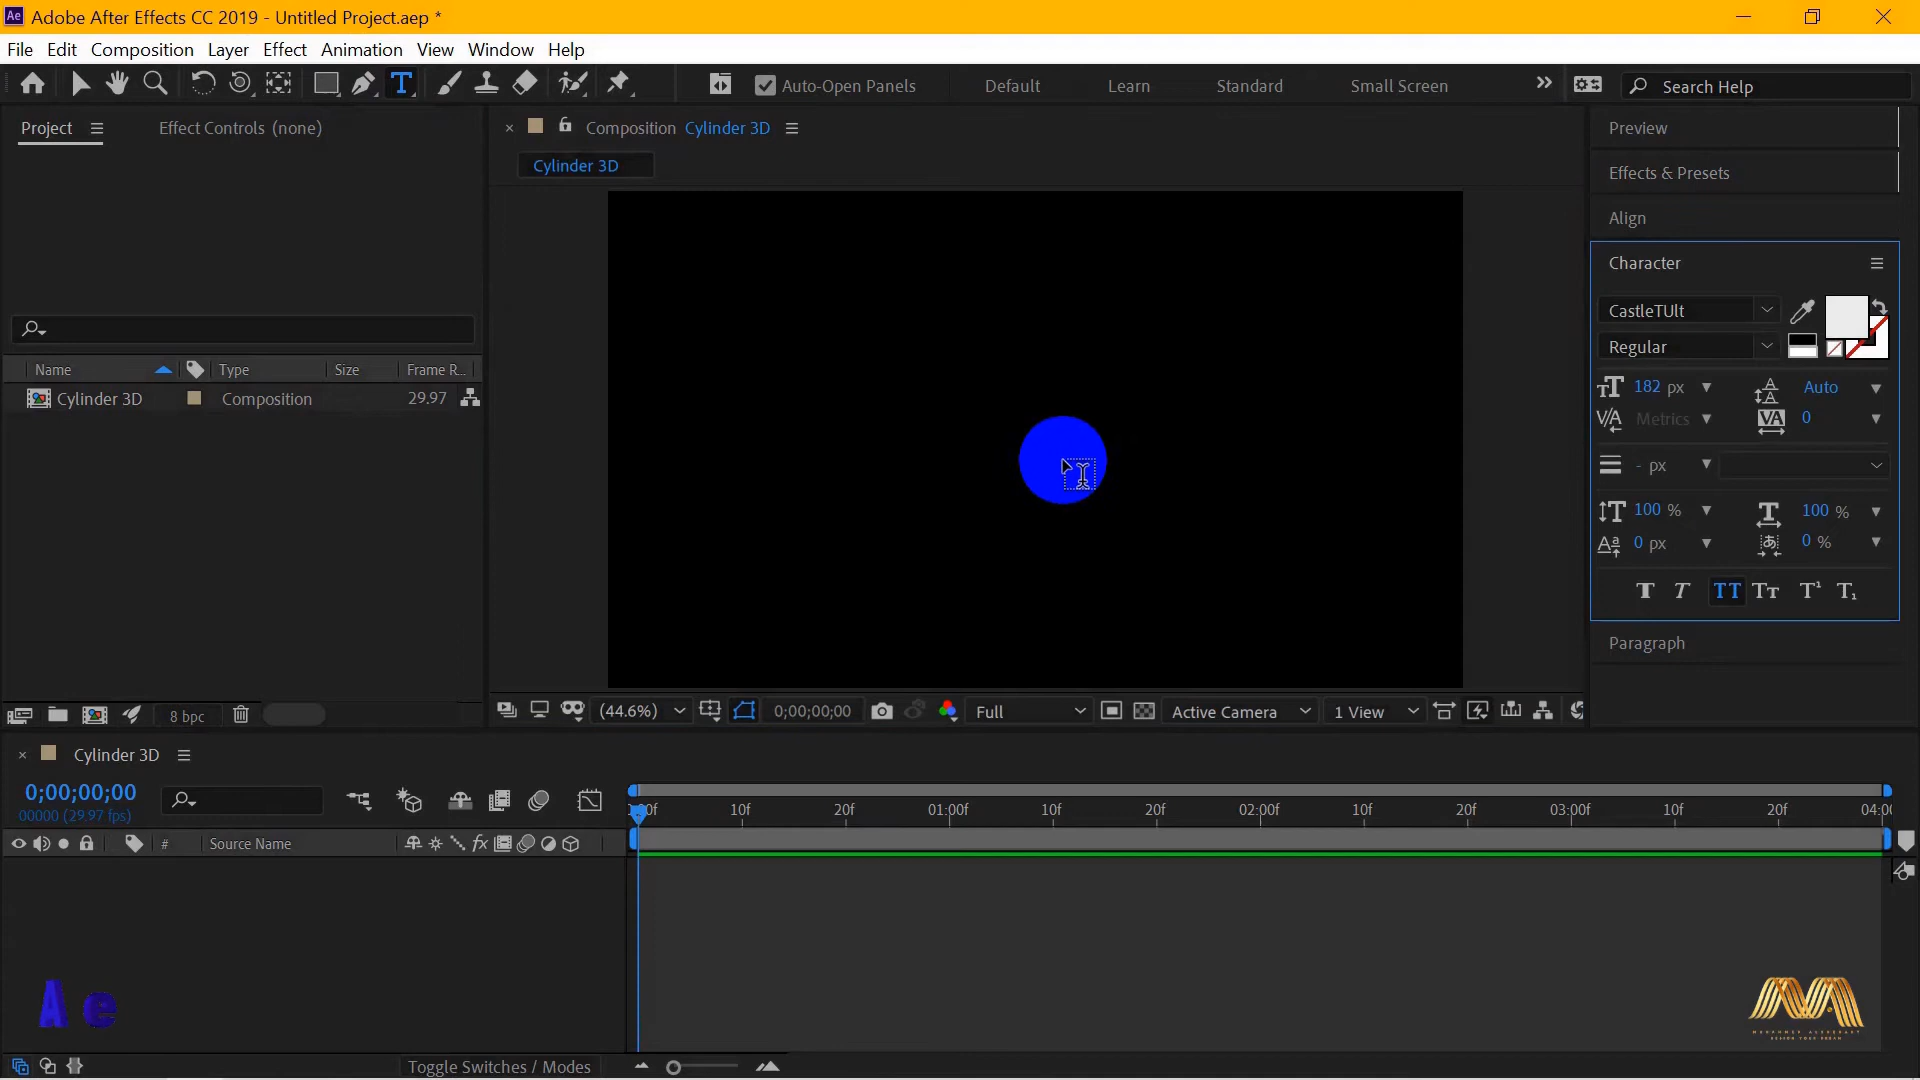 Adobe After Effects CC 2019 - Untitled Project.aep *
File Edit Composition Layer Effect Animation View Window Help
Auto-Open Panels Default Learn Standard Small Screen Search Help
Project Effect Controls (none)
Composition Cylinder 3D
Cylinder 3D
Name Type Size Frame R...
Cylinder 3D Composition 29.97
8 bpc
(44.6%) 0;00;00;00 Full Active Camera 1 View
Preview
Effects & Presets
Align
Character
CastleTUlt
Regular
182 px Auto
Metrics 0
- px
100 % 100 %
0 px 0 %
Paragraph
Cylinder 3D
0;00;00;00
00000 (29.97 fps)
:00f 10f 20f 01:00f 10f 20f 02:00f 10f 20f 03:00f 10f 20f 04:00
# Source Name
A e
DESIGN YOUR DREAM
Toggle Switches / Modes